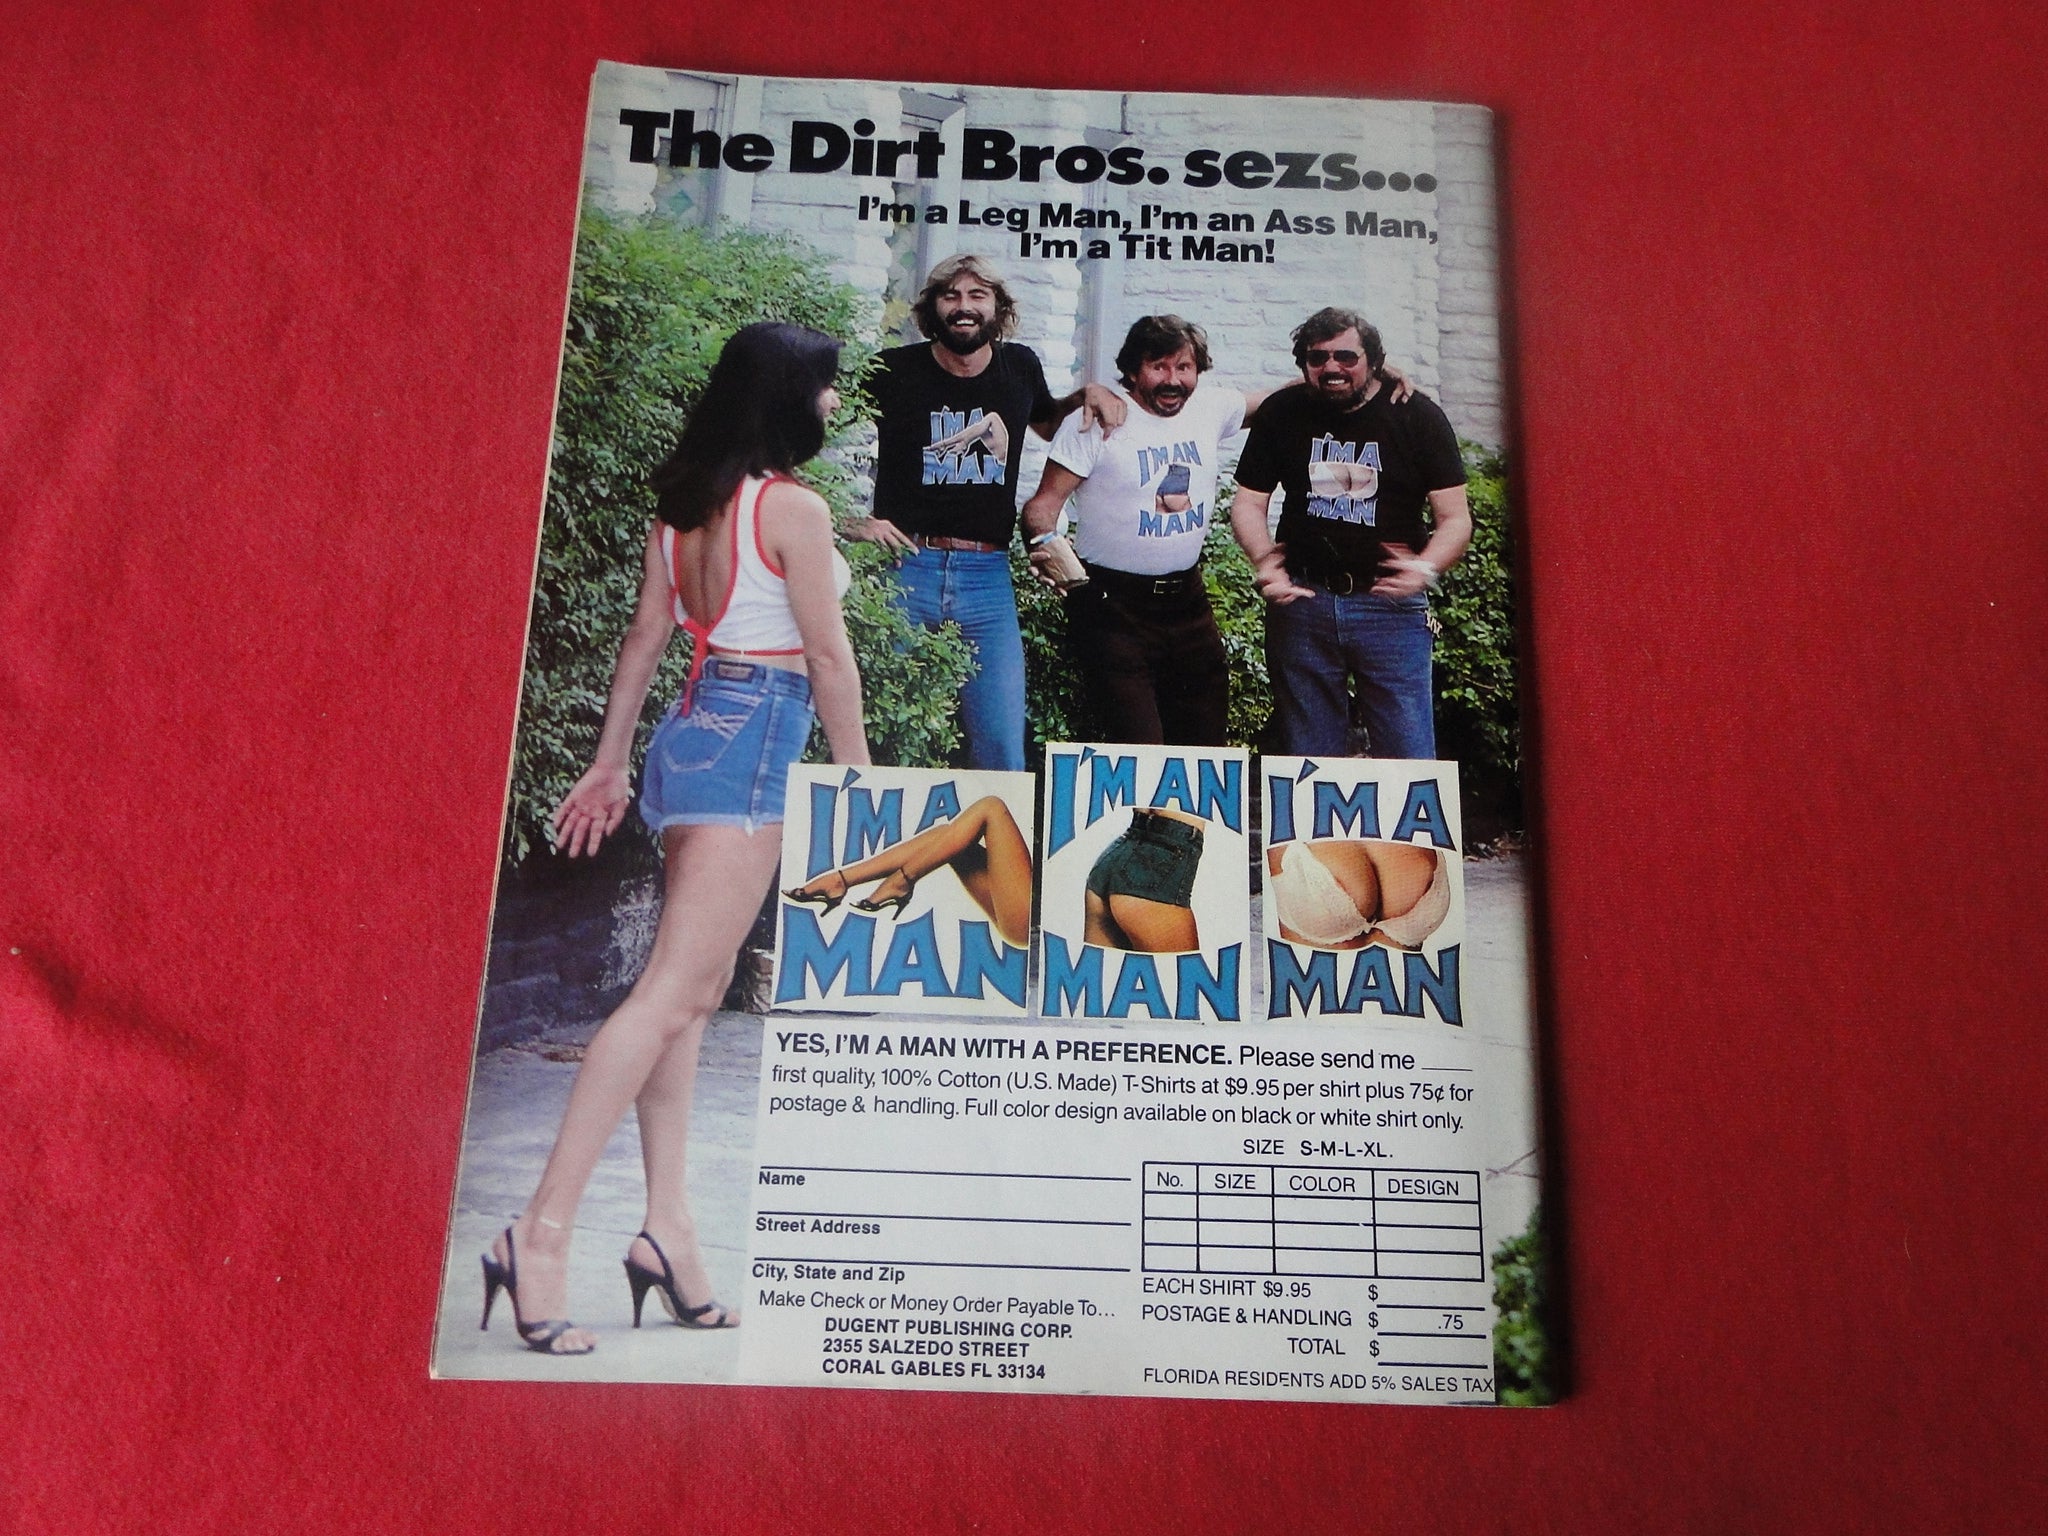 The Dirt Bros. sezs...
I'm a Leg Man, I'm an Ass Man,
I'm a Tit Man!
I'M A
MAN
I'M AN
MAN
I'M A
MAN
I'M A
MAN
I'M AN
MAN
I'M A
MAN
YES, I'M A MAN WITH A PREFERENCE. Please send me ____
first quality, 100% Cotton (U.S. Made) T-Shirts at $9.95 per shirt plus 75¢ for
postage & handling. Full color design available on black or white shirt only.
SIZE S-M-L-XL.
No. SIZE COLOR DESIGN
Name
Street Address
City, State and Zip
Make Check or Money Order Payable To...
DUGENT PUBLISHING CORP.
2355 SALZEDO STREET
CORAL GABLES FL 33134
EACH SHIRT $9.95 $
POSTAGE & HANDLING $ .75
TOTAL $
FLORIDA RESIDENTS ADD 5% SALES TAX